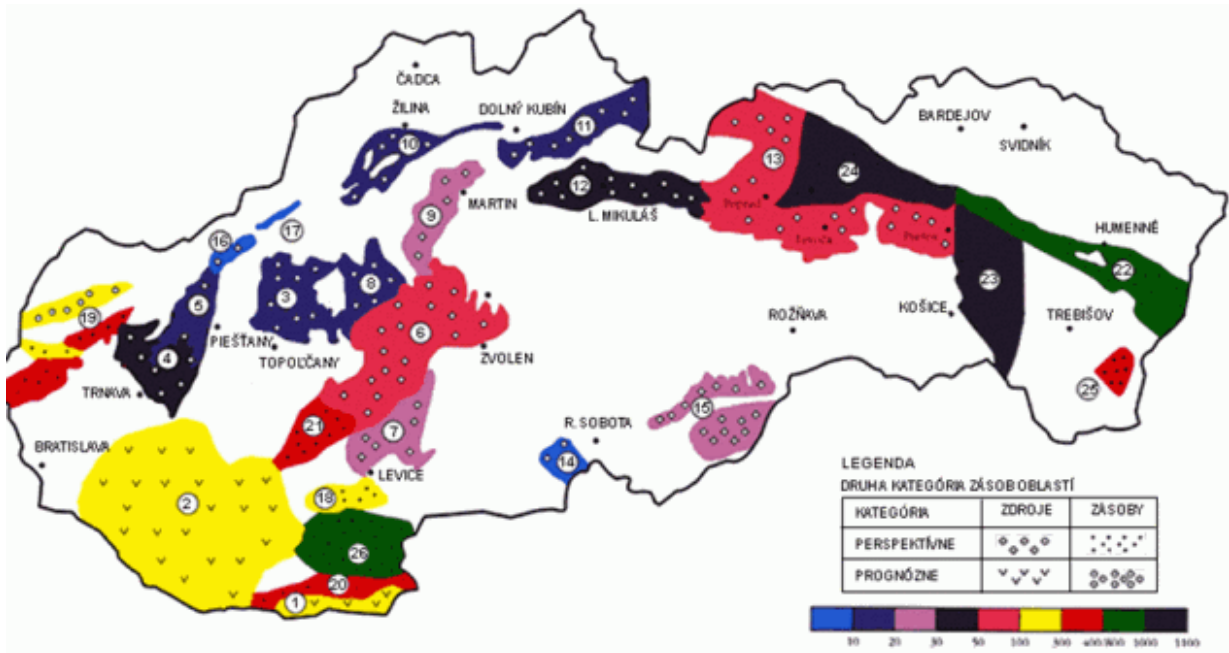 ČADCA
ŽILINA
DOLNÝ KUBÍN
11
BARDEJOV
SVIDNÍK
10
13
24
12
MARTIN
L. MIKULÁŠ
Poprad
9
17
16
HUMENNÉ
22
5
3
8
23
19
6
KOŠICE
TREBIŠOV
ROŽŇAVA
PIEŠŤANY
TOPOĽČANY
ZVOLEN
4
TRNAVA
25
15
21
7
R. SOBOTA
BRATISLAVA
14
LEVICE
18
2
26
20
1
LEGENDA
DRUHA KATEGÓRIA ZÁSOB OBLASTÍ
KATEGÓRIA ZDROJE ZÁSOBY
PERSPEKTÍVNE
PROGNÓZNE
10 20 30 50 100 300 400/800 1000 1100